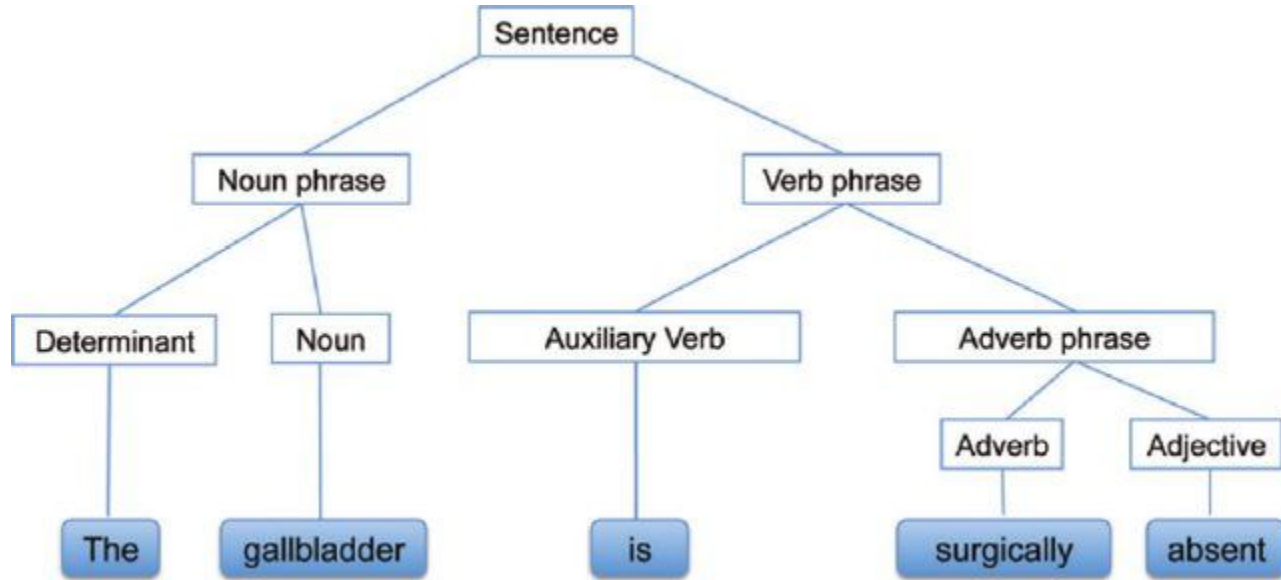 Sentence
Noun phrase
Verb phrase
Determinant
Noun
Auxiliary Verb
Adverb phrase
Adverb
Adjective
The
gallbladder
is
surgically
absent